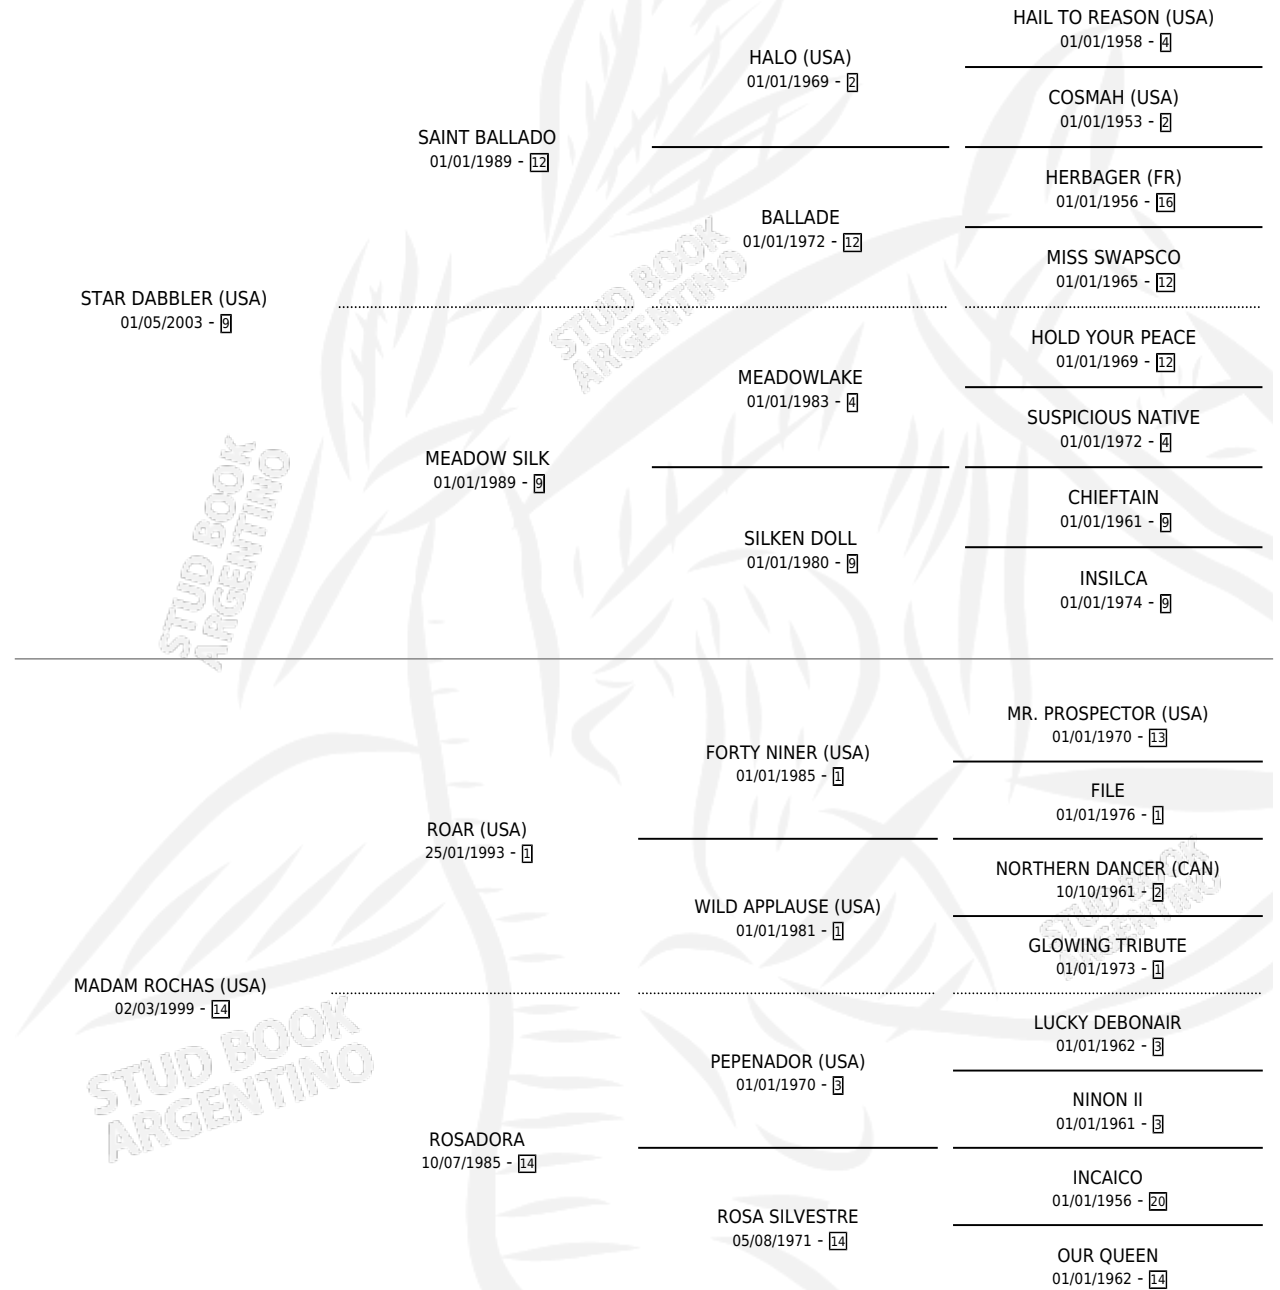 HAIL TO REASON (USA)
01/01/1958 - 4
HALO (USA)
01/01/1969 - 2
COSMAH (USA)
01/01/1953 - 2
SAINT BALLADO
01/01/1989 - 12
HERBAGER (FR)
01/01/1956 - 16
BALLADE
01/01/1972 - 12
MISS SWAPSCO
01/01/1965 - 12
STAR DABBLER (USA)
01/05/2003 - 9
STUD BOOK
ARGENTINO
HOLD YOUR PEACE
01/01/1969 - 12
MEADOWLAKE
01/01/1983 - 4
SUSPICIOUS NATIVE
01/01/1972 - 4
MEADOW SILK
01/01/1989 - 9
CHIEFTAIN
01/01/1961 - 9
SILKEN DOLL
01/01/1980 - 9
INSILCA
01/01/1974 - 9
STUD BOOK
ARGENTINO
MR. PROSPECTOR (USA)
01/01/1970 - 13
FORTY NINER (USA)
01/01/1985 - 1
FILE
01/01/1976 - 1
ROAR (USA)
25/01/1993 - 1
NORTHERN DANCER (CAN)
10/10/1961 - 2
WILD APPLAUSE (USA)
01/01/1981 - 1
STUD BOOK
ARGENTINO
GLOWING TRIBUTE
01/01/1973 - 1
MADAM ROCHAS (USA)
02/03/1999 - 14
LUCKY DEBONAIR
01/01/1962 - 3
PEPENADOR (USA)
01/01/1970 - 3
STUD BOOK
ARGENTINO
NINON II
01/01/1961 - 3
ROSADORA
10/07/1985 - 14
INCAICO
01/01/1956 - 20
ROSA SILVESTRE
05/08/1971 - 14
OUR QUEEN
01/01/1962 - 14